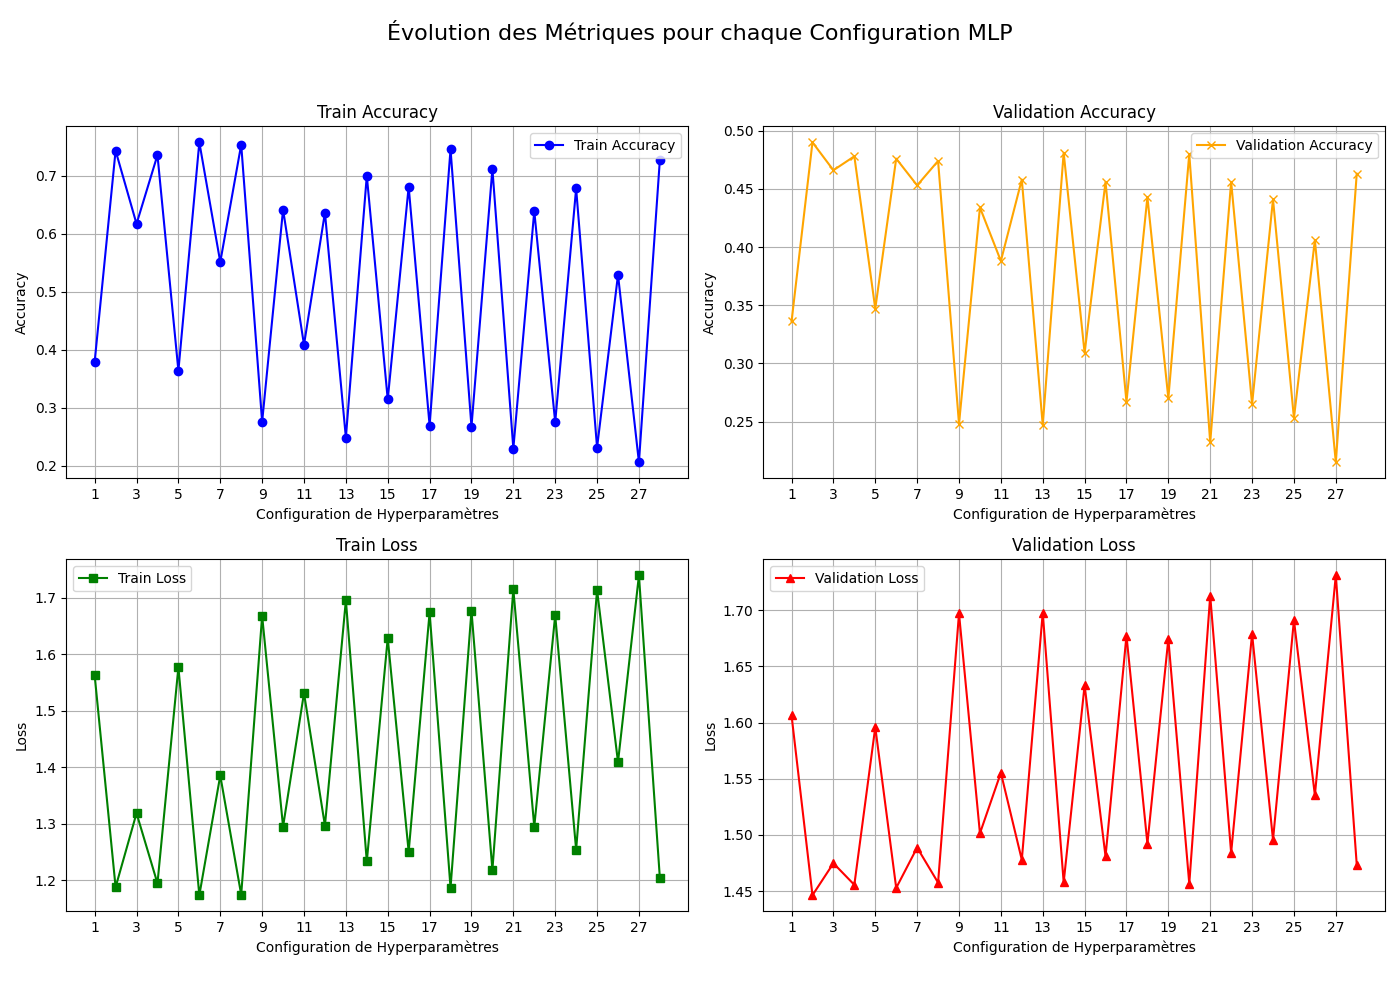 Évolution des Métriques pour chaque Configuration MLP
Train Accuracy
Train Accuracy
Accuracy
0.7
0.6
0.5
0.4
0.3
0.2
1 3 5 7 9 11 13 15 17 19 21 23 25 27
Configuration de Hyperparamètres
Validation Accuracy
Validation Accuracy
Accuracy
0.50
0.45
0.40
0.35
0.30
0.25
1 3 5 7 9 11 13 15 17 19 21 23 25 27
Configuration de Hyperparamètres
Train Loss
Train Loss
Loss
1.7
1.6
1.5
1.4
1.3
1.2
1 3 5 7 9 11 13 15 17 19 21 23 25 27
Configuration de Hyperparamètres
Validation Loss
Validation Loss
Loss
1.70
1.65
1.60
1.55
1.50
1.45
1 3 5 7 9 11 13 15 17 19 21 23 25 27
Configuration de Hyperparamètres